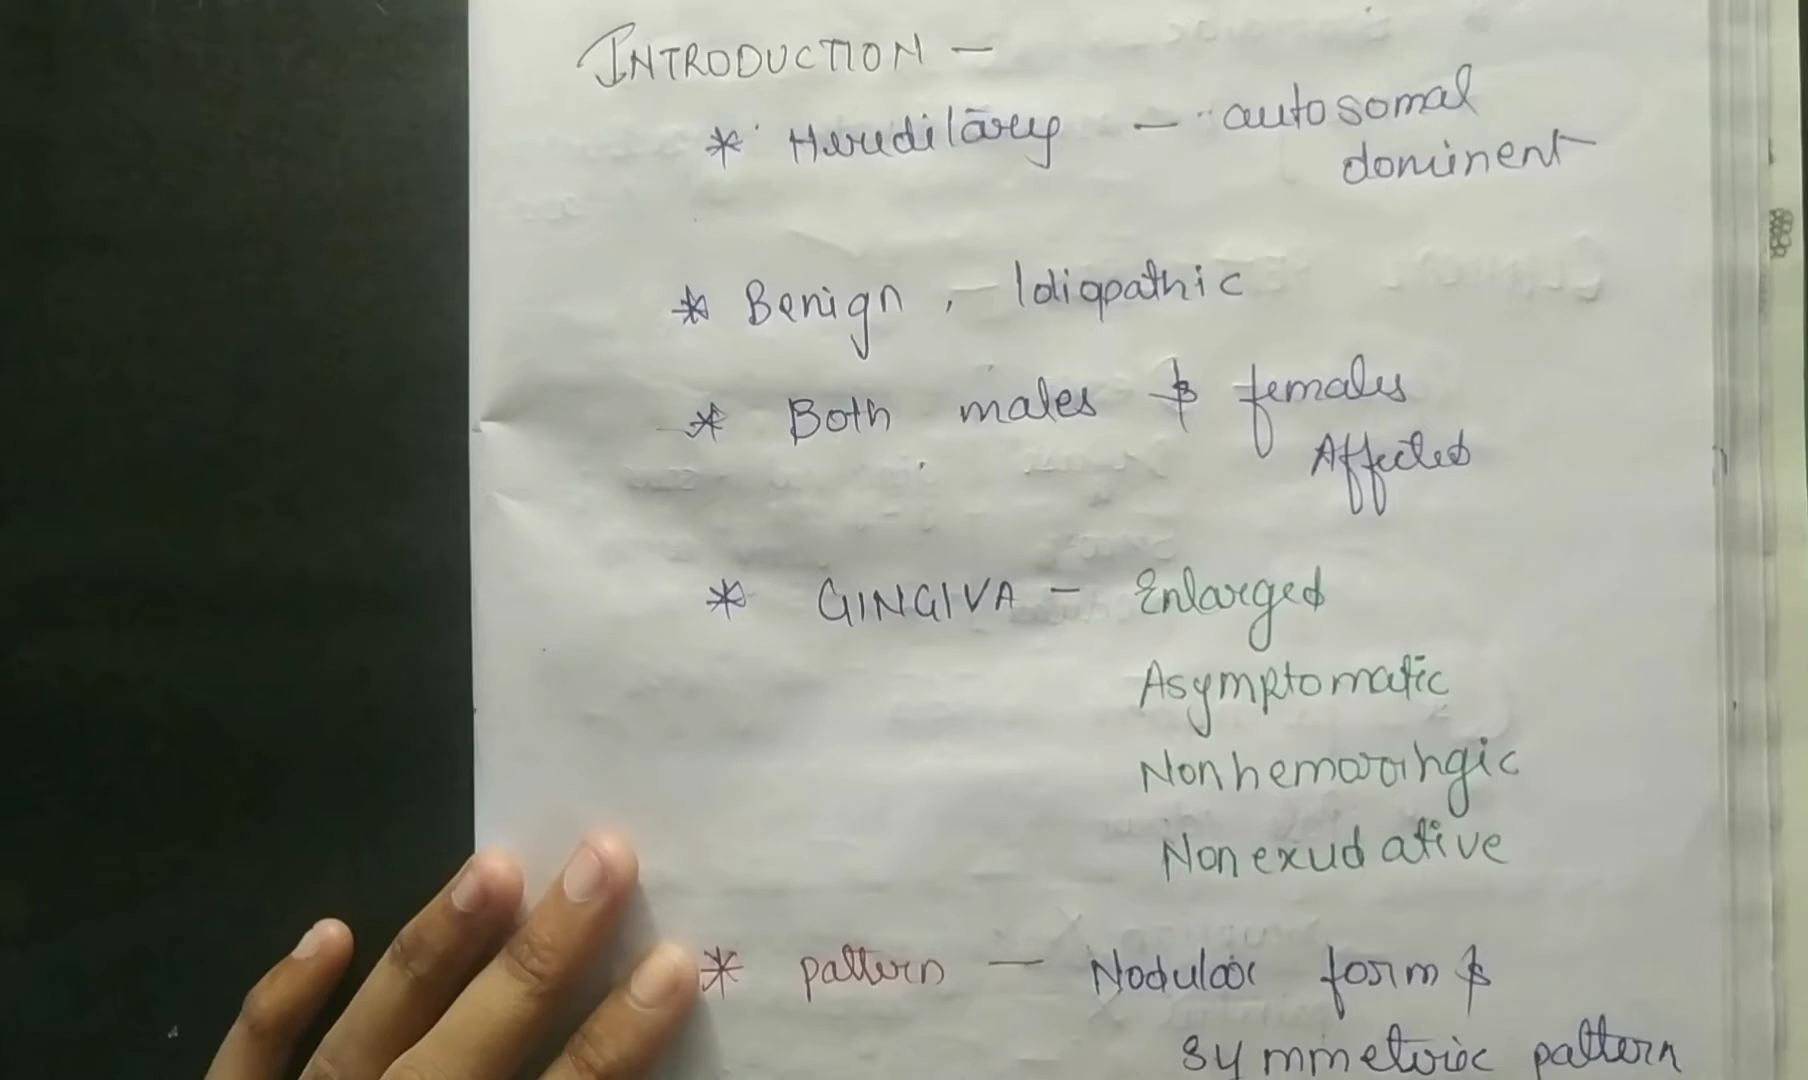 INTRODUCTION -
* Hereditary - autosomal
dominent
* Benign, - Idiopathic
* Both males & females
Affected
* GINGIVA - Enlarged
Asymptomatic
Nonhemorrhgic
Nonexudative
* pattern - Nodular form &
symmetric pattern